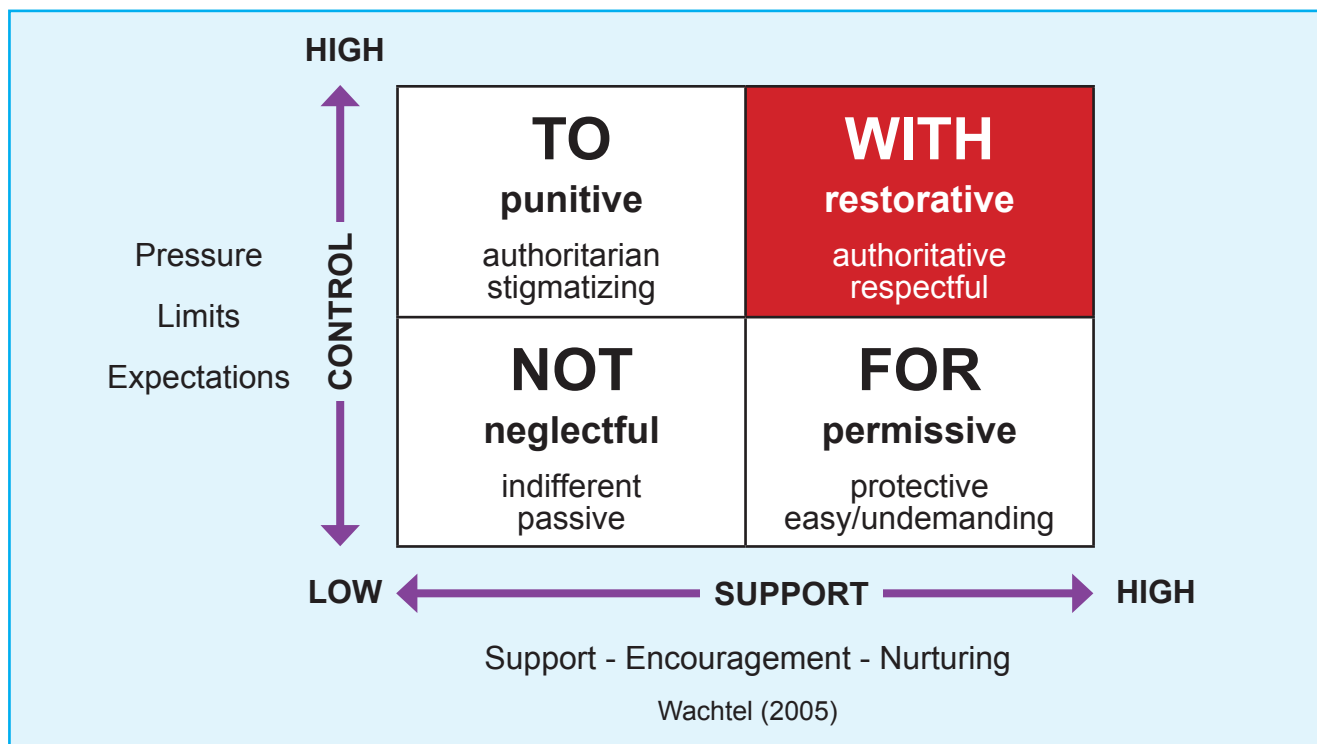 HIGH
TO
punitive
authoritarian
stigmatizing
WITH
restorative
authoritative
respectful
Pressure
Limits
Expectations
CONTROL
NOT
neglectful
indifferent
passive
FOR
permissive
protective
easy/undemanding
LOW
SUPPORT
HIGH
Support - Encouragement - Nurturing
Wachtel (2005)